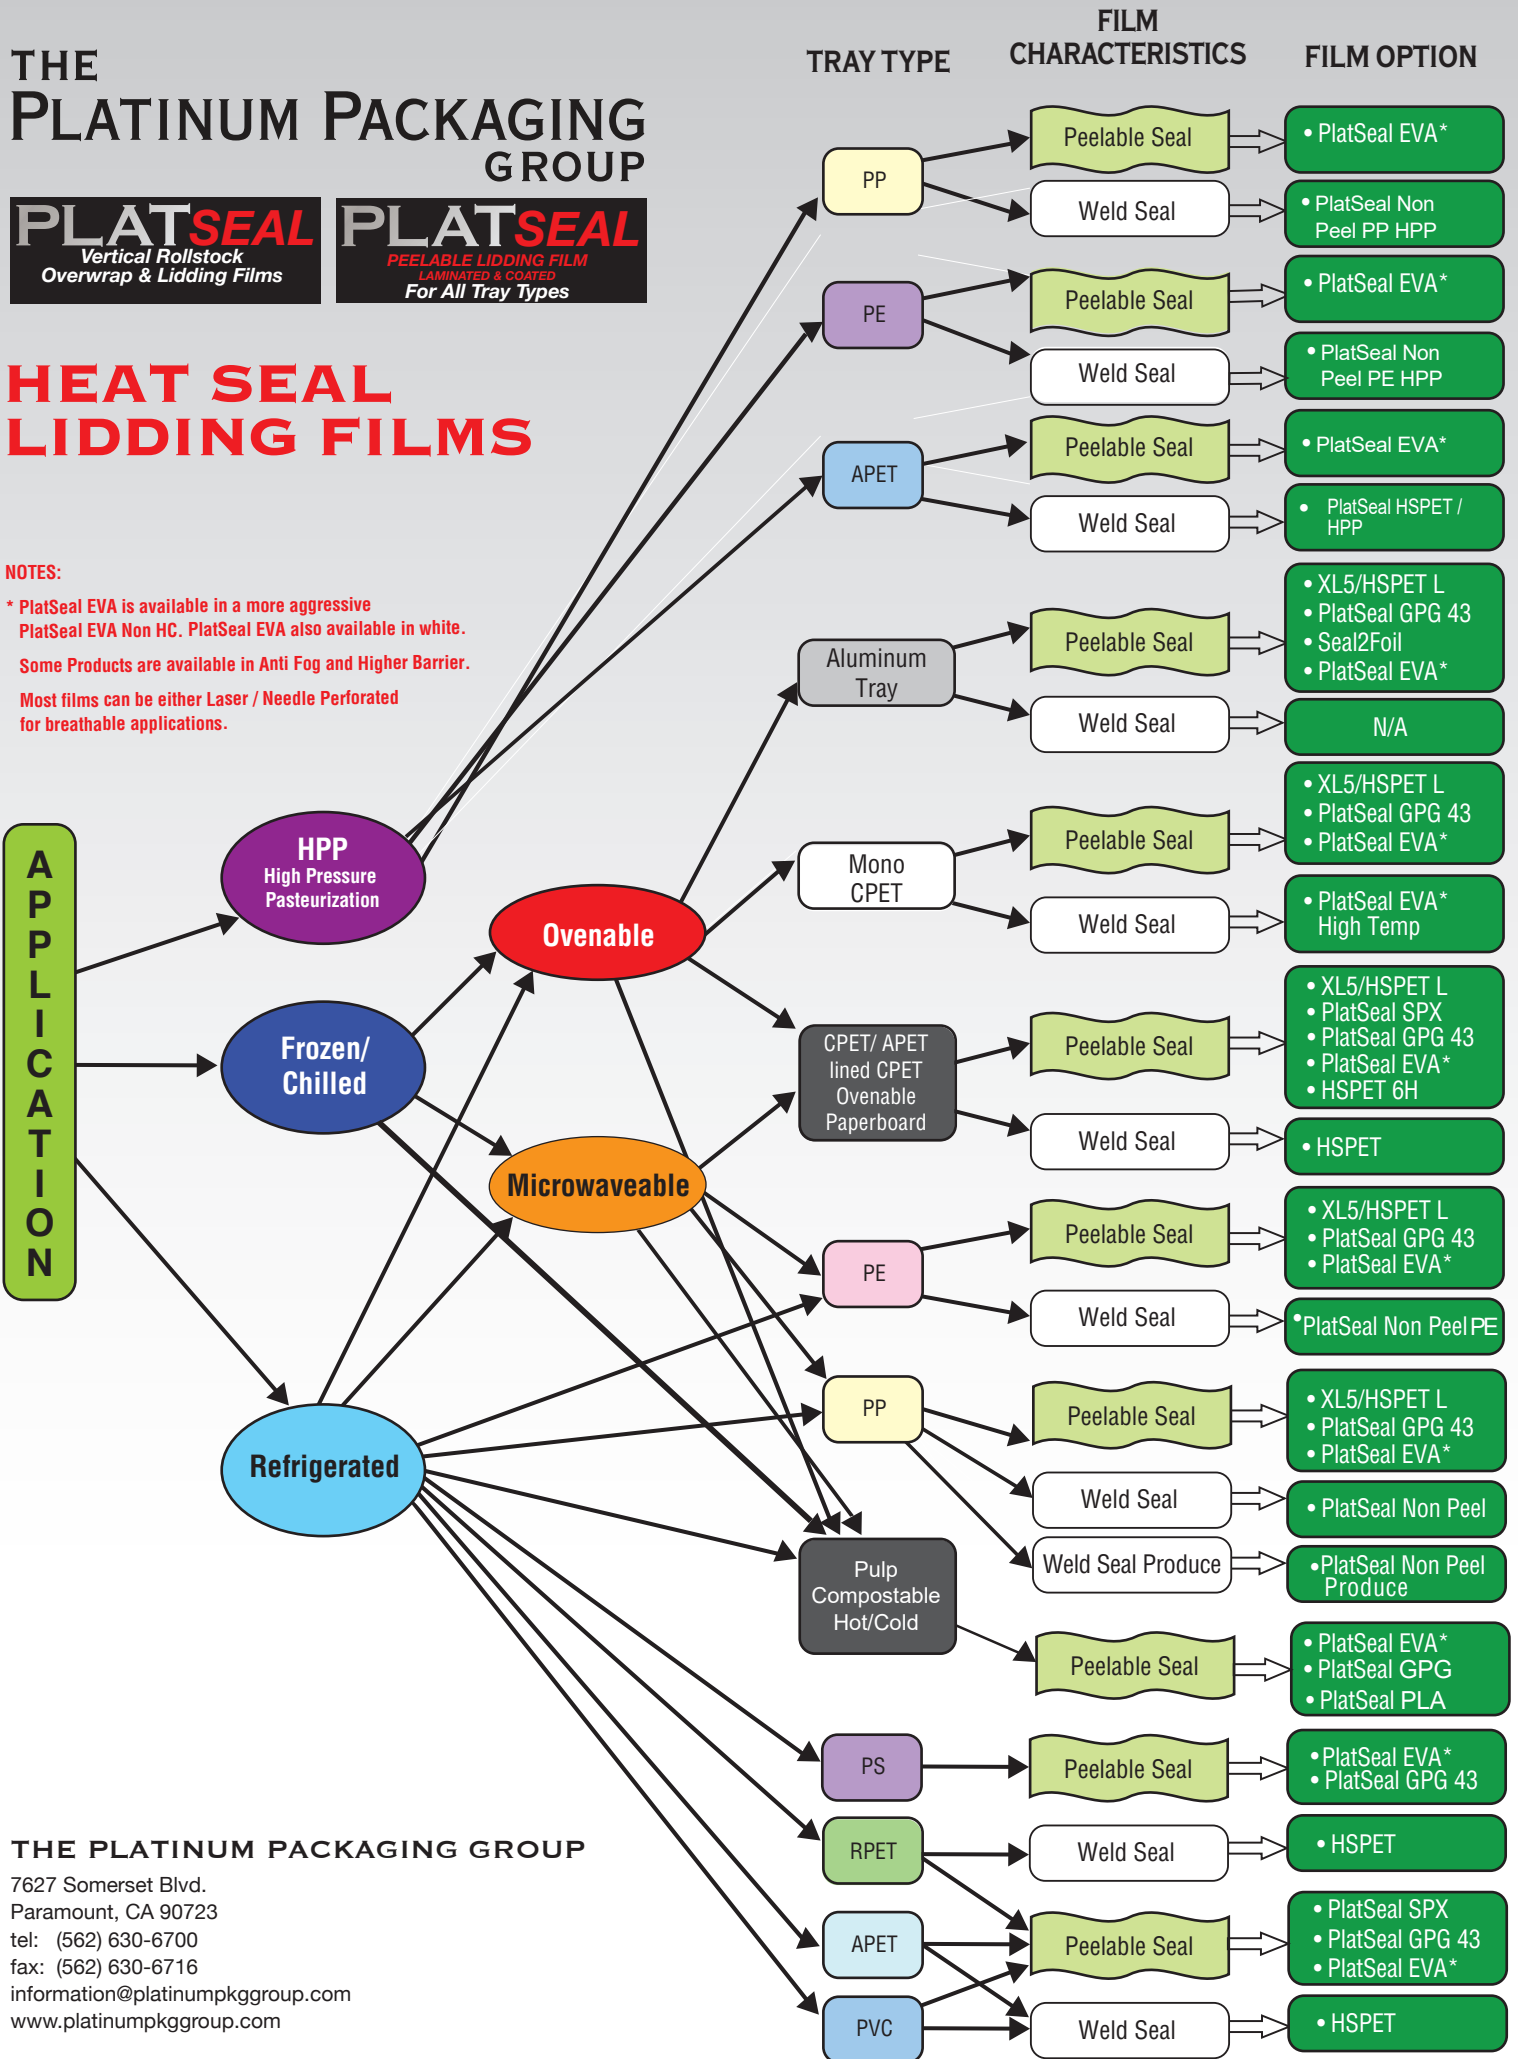 THE
PLATINUM PACKAGING
GROUP
PLATSEAL
Vertical Rollstock
Overwrap & Lidding Films
PLATSEAL
PEELABLE LIDDING FILM
LAMINATED & COATED
For All Tray Types
HEAT SEAL
LIDDING FILMS
NOTES:
* PlatSeal EVA is available in a more aggressive
PlatSeal EVA Non HC. PlatSeal EVA also available in white.
Some Products are available in Anti Fog and Higher Barrier.
Most films can be either Laser / Needle Perforated
for breathable applications.
APPLICATION
HPP
High Pressure
Pasteurization
Frozen/
Chilled
Refrigerated
Ovenable
Microwaveable
TRAY TYPE
FILM
CHARACTERISTICS
FILM OPTION
PP
Peelable Seal
• PlatSeal EVA*
Weld Seal
• PlatSeal Non
Peel PP HPP
PE
Peelable Seal
• PlatSeal EVA*
Weld Seal
• PlatSeal Non
Peel PE HPP
APET
Peelable Seal
• PlatSeal EVA*
Weld Seal
• PlatSeal HSPET /
HPP
Aluminum
Tray
Peelable Seal
• XL5/HSPET L
• PlatSeal GPG 43
• Seal2Foil
• PlatSeal EVA*
Weld Seal
N/A
Mono
CPET
Peelable Seal
• XL5/HSPET L
• PlatSeal GPG 43
• PlatSeal EVA*
Weld Seal
• PlatSeal EVA*
High Temp
CPET/ APET
lined CPET
Ovenable
Paperboard
Peelable Seal
• XL5/HSPET L
• PlatSeal SPX
• PlatSeal GPG 43
• PlatSeal EVA*
• HSPET 6H
Weld Seal
• HSPET
PE
Peelable Seal
• XL5/HSPET L
• PlatSeal GPG 43
• PlatSeal EVA*
Weld Seal
• PlatSeal Non Peel PE
PP
Peelable Seal
• XL5/HSPET L
• PlatSeal GPG 43
• PlatSeal EVA*
Weld Seal
• PlatSeal Non Peel
Weld Seal Produce
• PlatSeal Non Peel
Produce
Pulp
Compostable
Hot/Cold
Peelable Seal
• PlatSeal EVA*
• PlatSeal GPG
• PlatSeal PLA
PS
Peelable Seal
• PlatSeal EVA*
• PlatSeal GPG 43
RPET
Weld Seal
• HSPET
APET
Peelable Seal
• PlatSeal SPX
• PlatSeal GPG 43
• PlatSeal EVA*
PVC
Weld Seal
• HSPET
THE PLATINUM PACKAGING GROUP
7627 Somerset Blvd.
Paramount, CA 90723
tel: (562) 630-6700
fax: (562) 630-6716
information@platinumpkggroup.com
www.platinumpkggroup.com